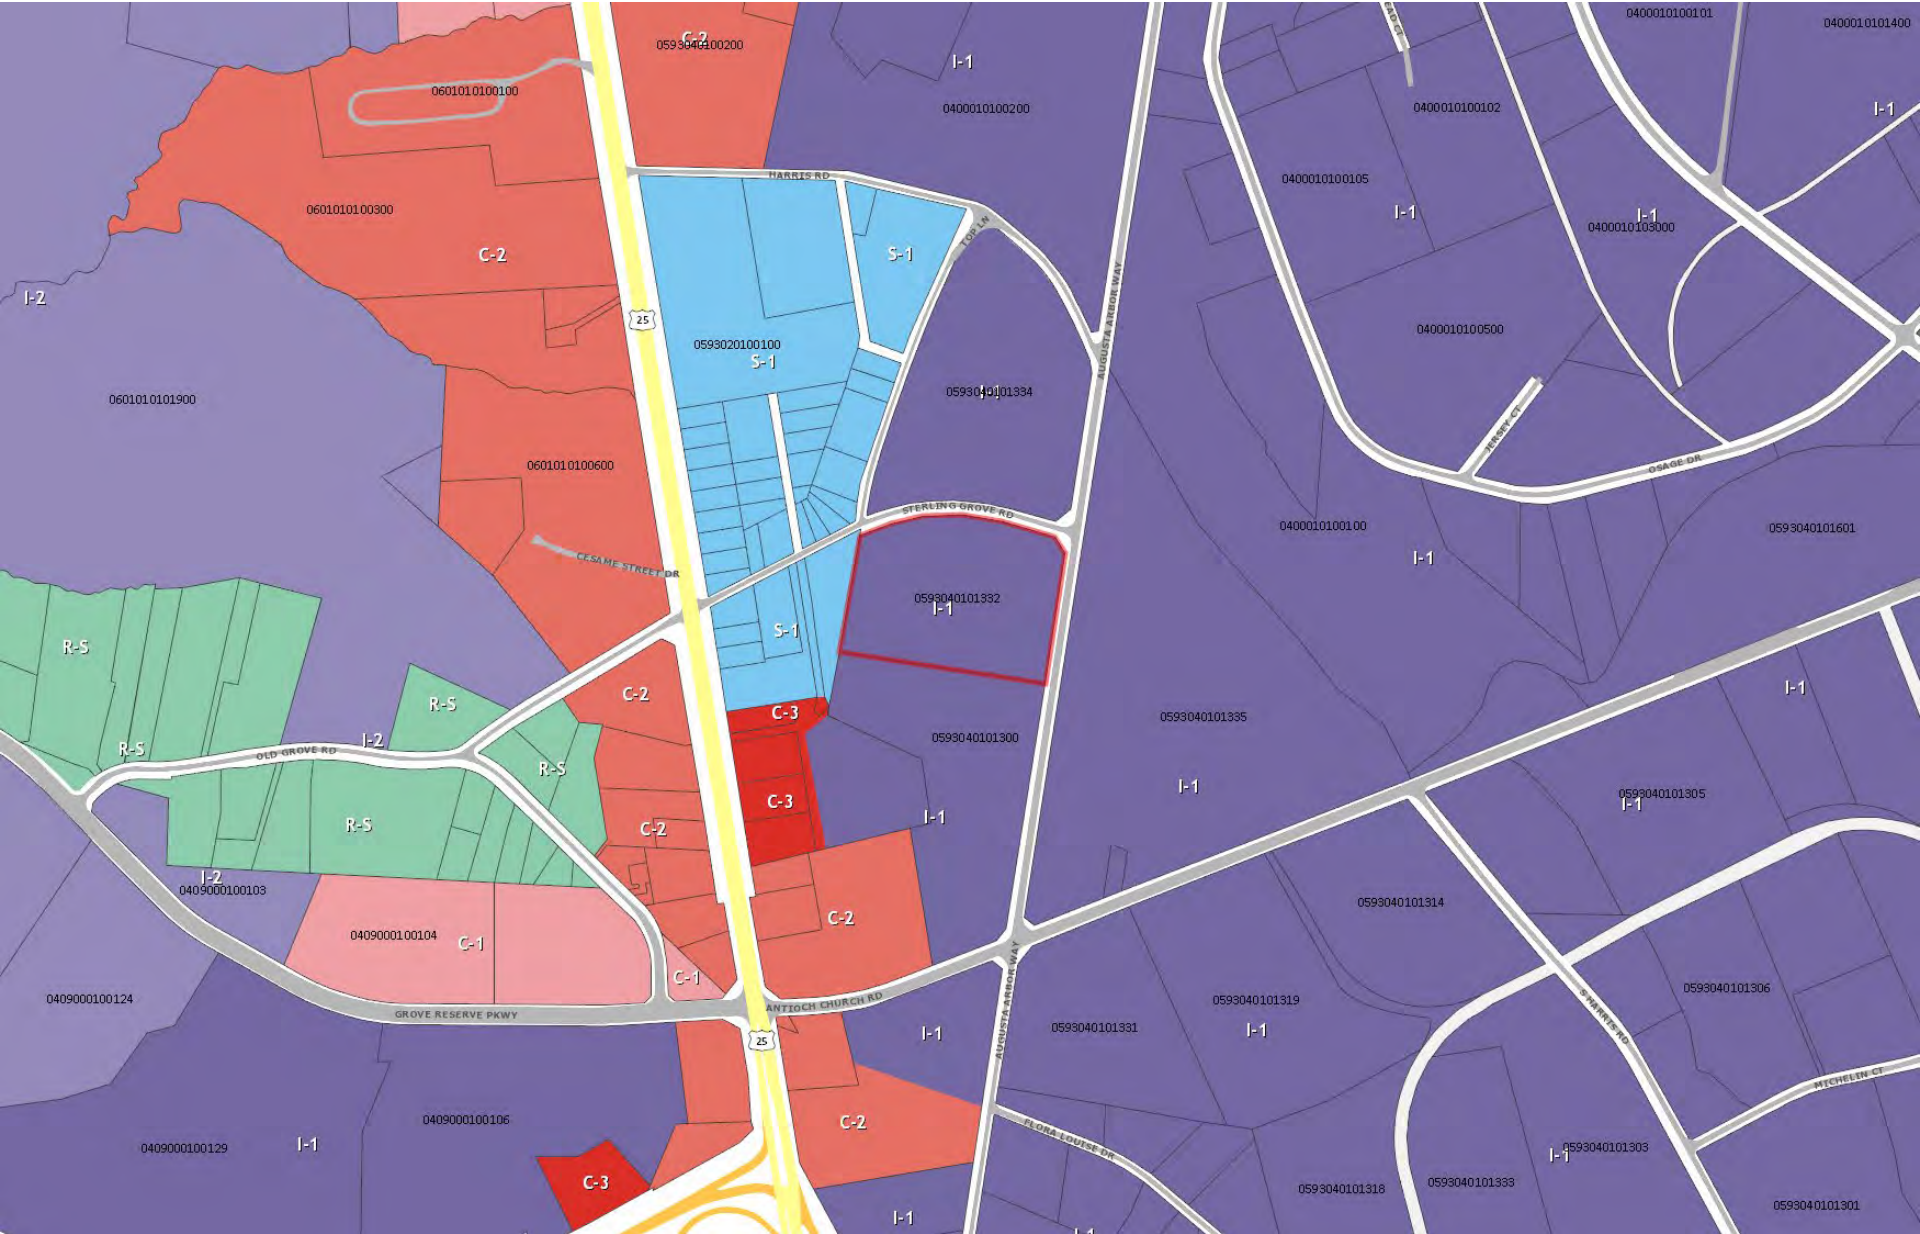 0400010100101
0400010101400
EAD CT
C-2
0593040100200
I-1
0601010100100
0400010100200
0400010100102
I-1
HARRIS RD
0400010100105
0601010100300
I-1
I-1
0400010103000
TOP LN
C-2
S-1
I-2
25
AUGUSTA ARBOR WAY
0400010100500
0593020100100
S-1
0601010101900
0593040101334
I-1
JERSEY CT
0601010100600
OSAGE DR
STERLING GROVE RD
0400010100100
0593040101601
I-1
CESAME STREET DR
0593040101332
I-1
S-1
R-S
C-2
I-1
R-S
C-3
0593040101335
0593040101300
I-2
R-S
OLD GROVE RD
R-S
I-1
0593040101305
I-1
C-3
I-1
R-S
C-2
I-2
0409000100103
0593040101314
C-2
0409000100104
C-1
C-1
AUGUSTA ARBOR WAY
0593040101306
0409000100124
ANTIOCH CHURCH RD
0593040101319
S HARRIS RD
GROVE RESERVE PKWY
0593040101331
I-1
I-1
25
MICHELIN CT
0409000100106
C-2
FLORA LOUISE DR
0409000100129
I-1
I-1
0593040101303
C-3
0593040101318
0593040101333
0593040101301
I-1
I-1